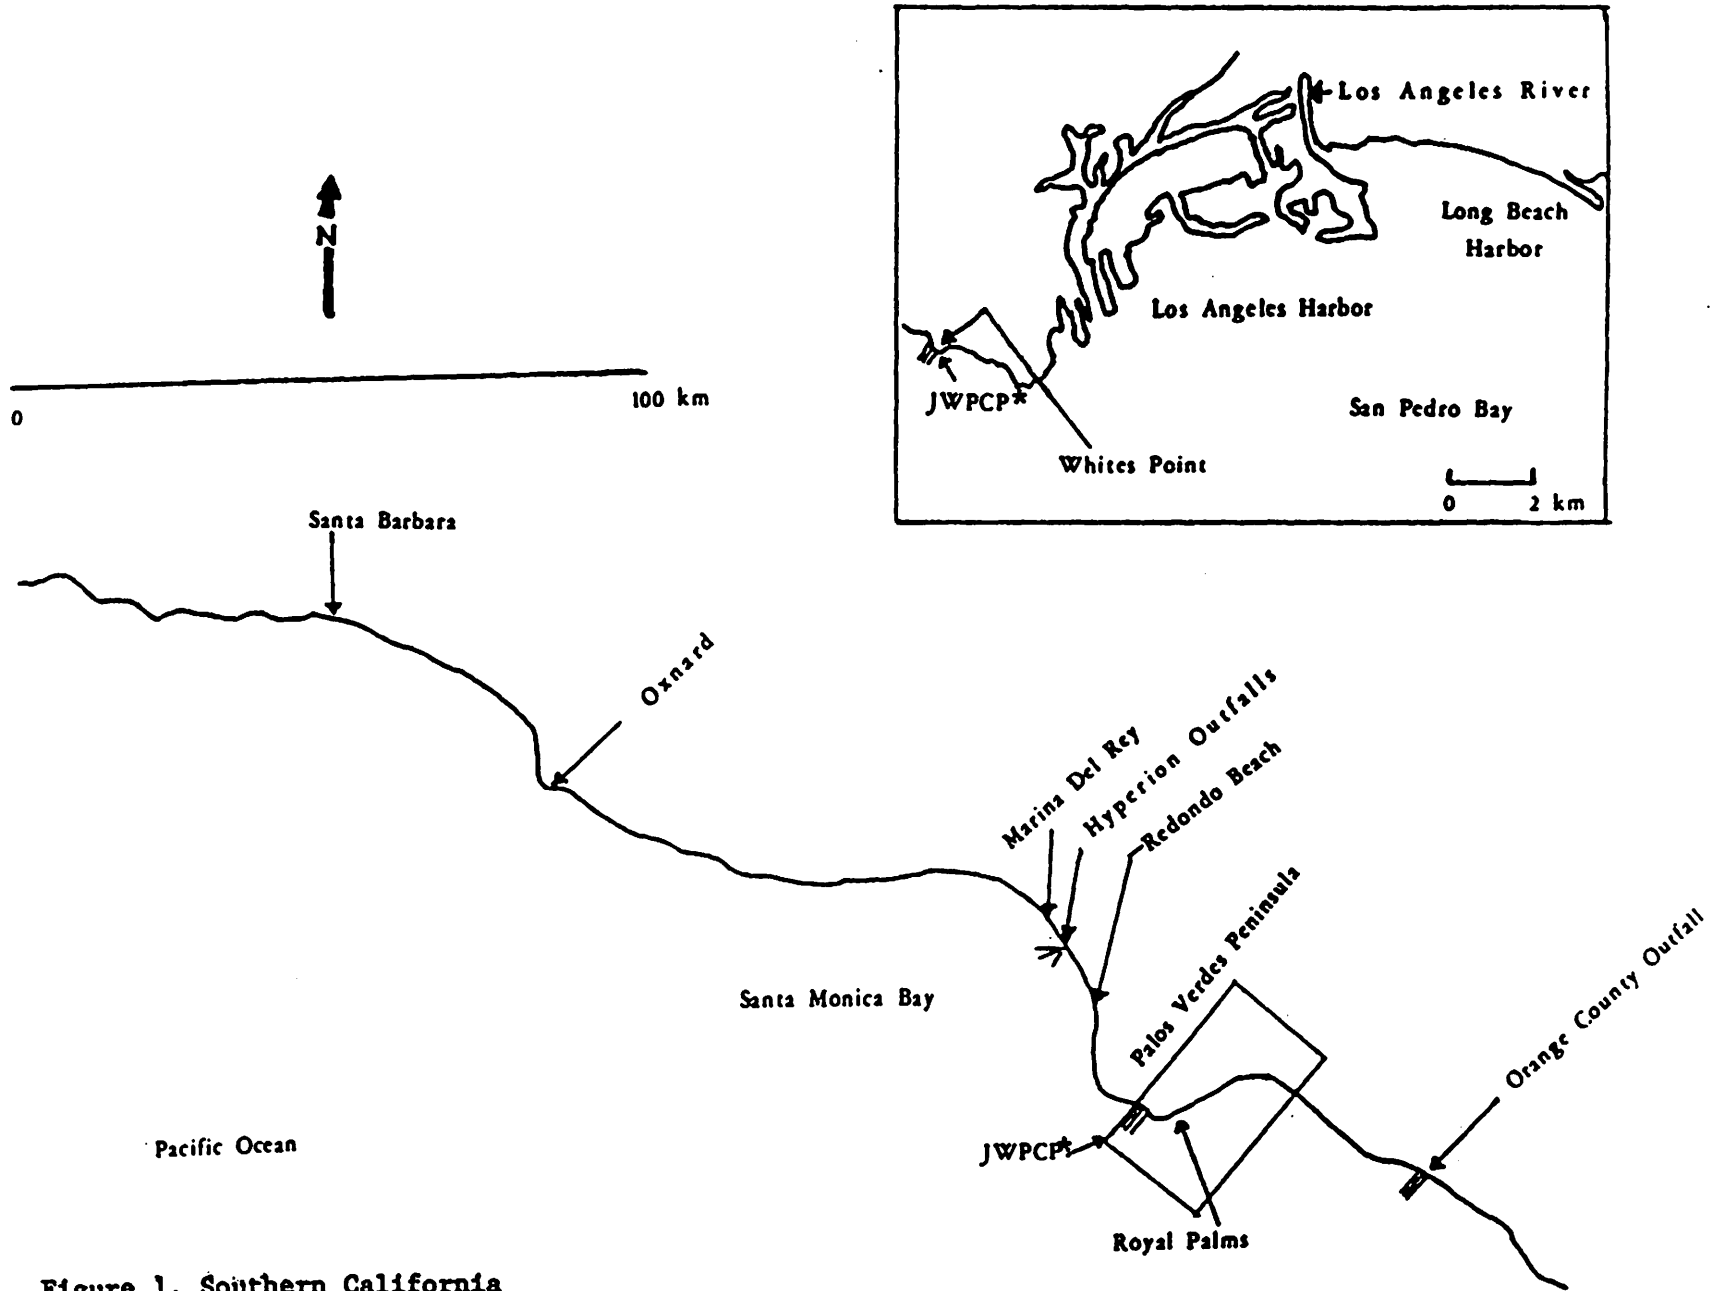 Los Angeles River
Long Beach
Harbor
Los Angeles Harbor
JWPCP*
San Pedro Bay
Whites Point
0 2 km
N
0 100 km
Santa Barbara
Oxnard
Marina Del Rey
Hyperion Outfalls
Redondo Beach
Palos Verdes Peninsula
Orange County Outfall
Santa Monica Bay
Pacific Ocean
JWPCP*
Royal Palms
Figure 1. Southern California